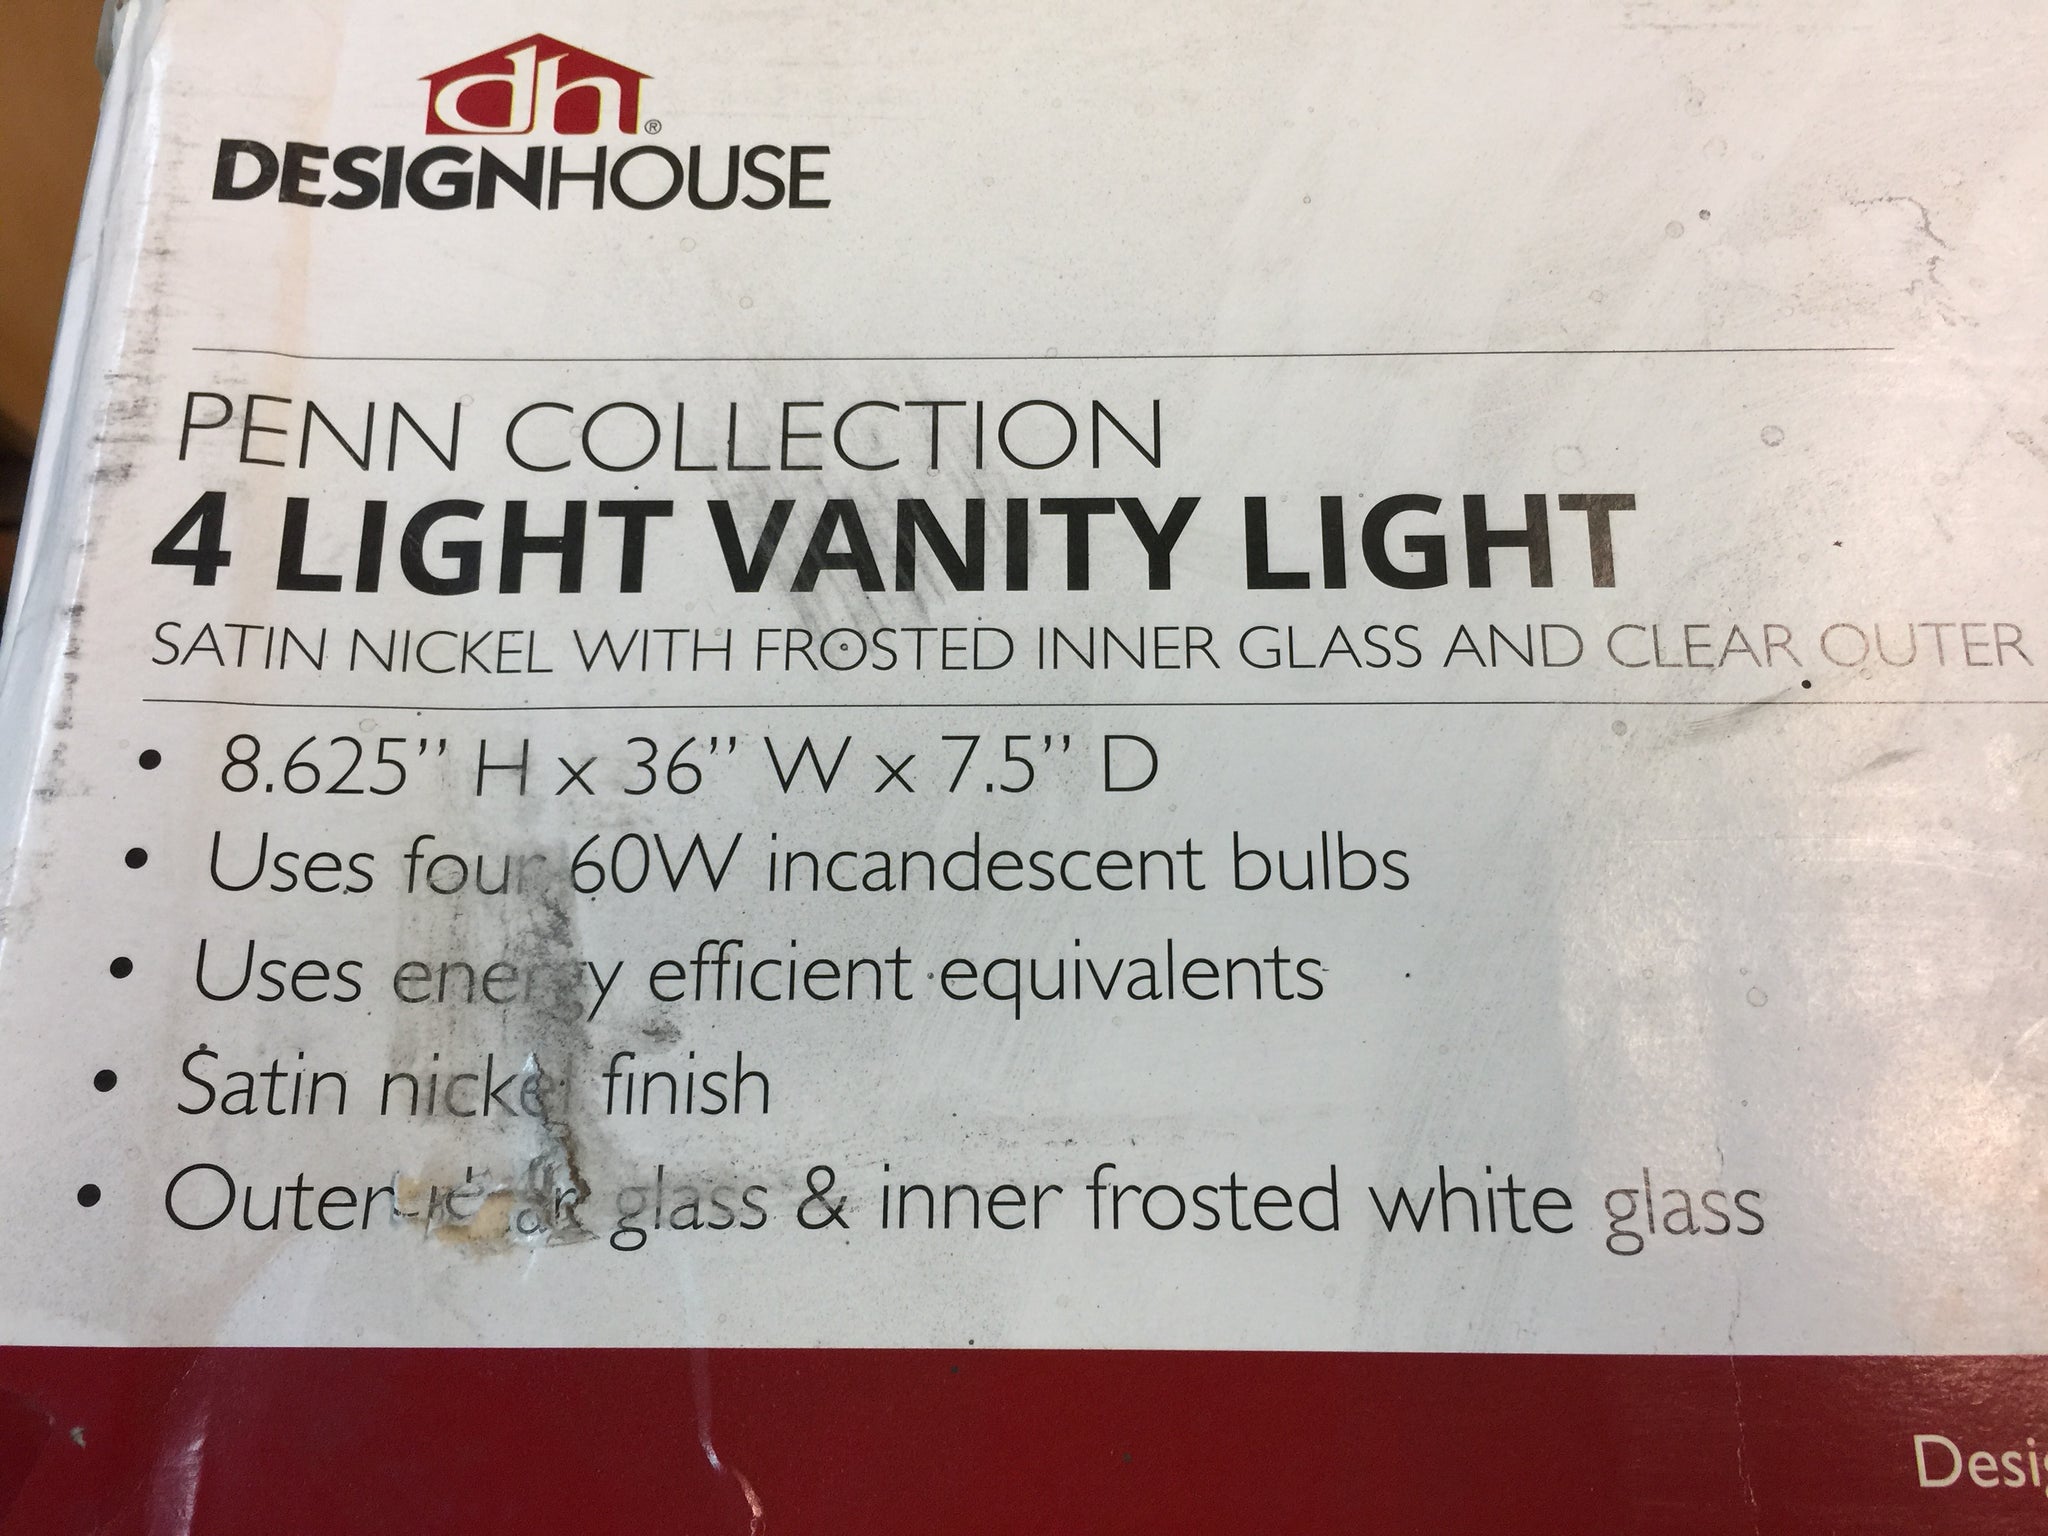 dh®
DESIGNHOUSE
PENN COLLECTION
4 LIGHT VANITY LIGHT
SATIN NICKEL WITH FROSTED INNER GLASS AND CLEAR OUTER
• 8.625" H x 36" W x 7.5" D
• Uses four 60W incandescent bulbs
• Uses energy efficient equivalents
• Satin nickel finish
• Outer glass & inner frosted white glass